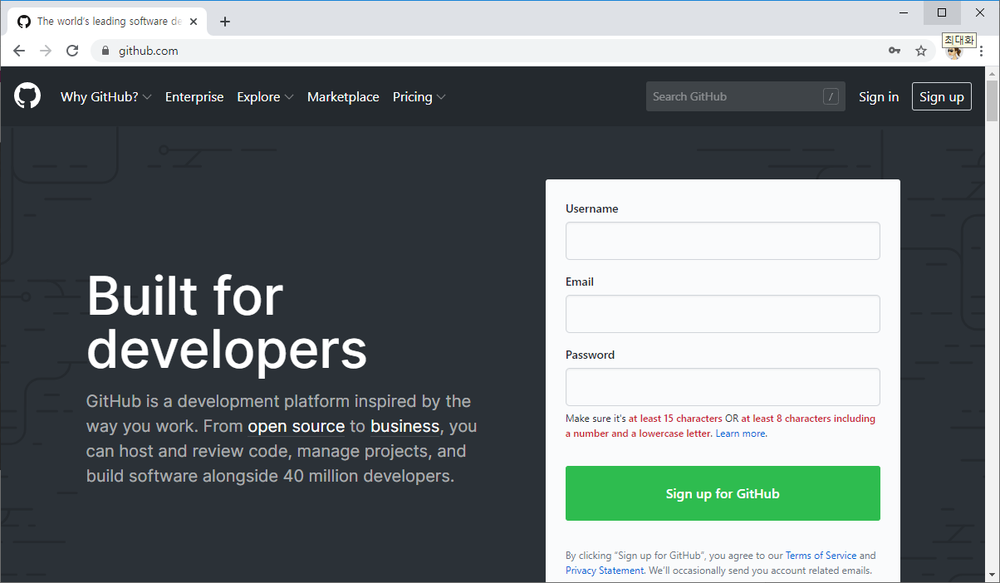 The world's leading software de
최대화
github.com
Why GitHub? Enterprise Explore Marketplace Pricing Search GitHub / Sign in Sign up
Username
Email
Built for
developers
Password
GitHub is a development platform inspired by the
way you work. From open source to business, you
can host and review code, manage projects, and
build software alongside 40 million developers.
Make sure it's at least 15 characters OR at least 8 characters including
a number and a lowercase letter. Learn more.
Sign up for GitHub
By clicking “Sign up for GitHub”, you agree to our Terms of Service and
Privacy Statement. We’ll occasionally send you account related emails.